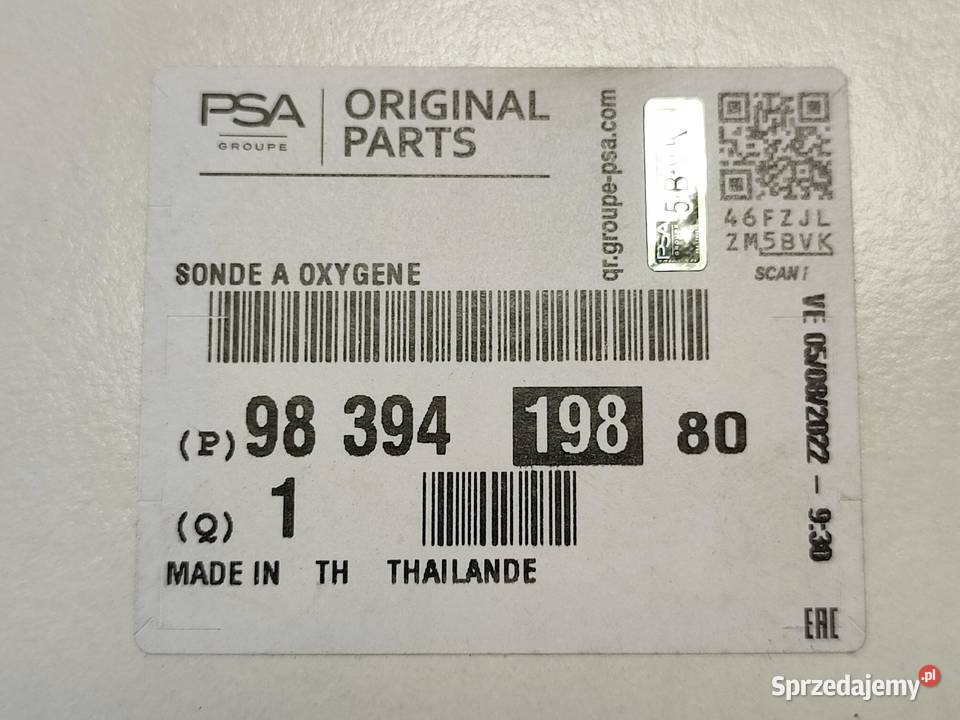 PSA
GROUPE
ORIGINAL
PARTS
qr.groupe-psa.com
PSA
46FZJL
ZM5BVK
SCAN!
SONDE A OXYGENE
(P) 98 394 198 80
(Q) 1
MADE IN TH THAILANDE
VE 05/08/2022 - 9:30
EAC
Sprzedajemy.pl